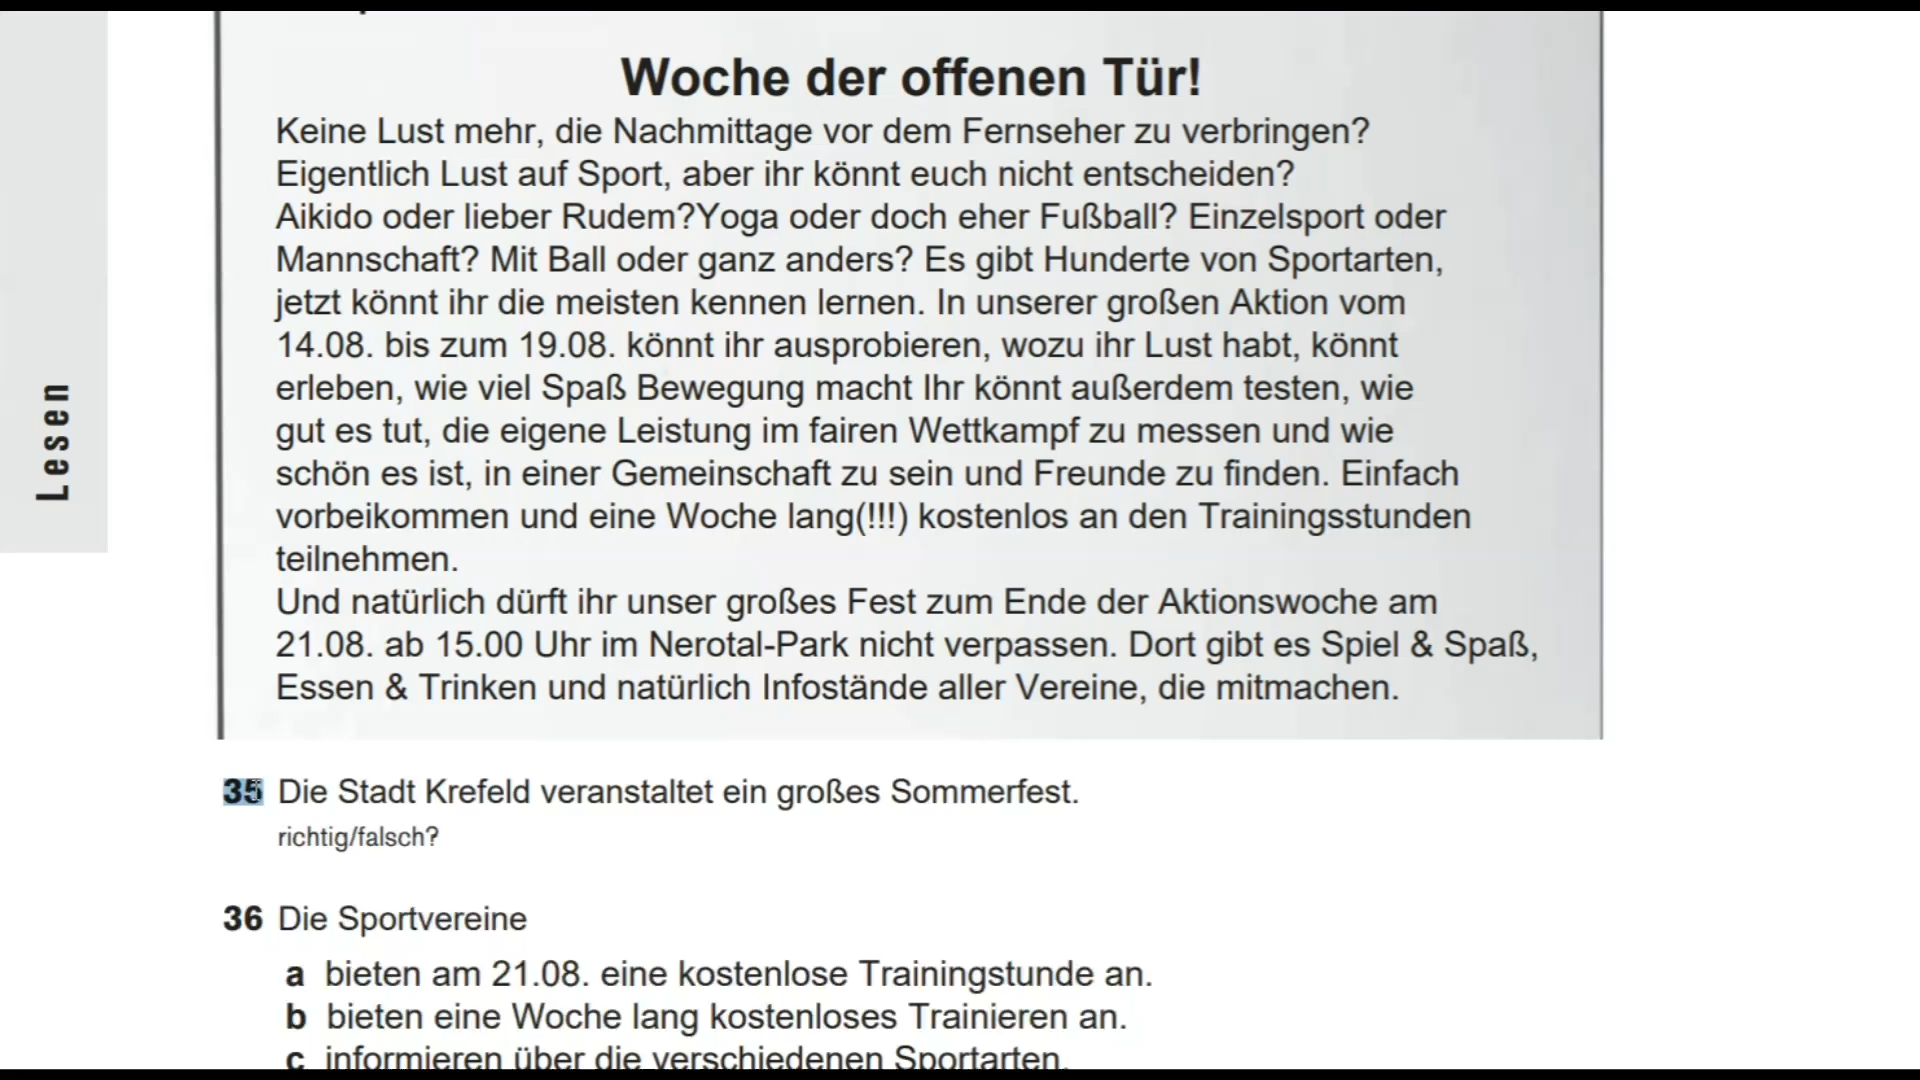 Woche der offenen Tür!
Keine Lust mehr, die Nachmittage vor dem Fernseher zu verbringen?
Eigentlich Lust auf Sport, aber ihr könnt euch nicht entscheiden?
Aikido oder lieber Rudem?Yoga oder doch eher Fußball? Einzelsport oder
Mannschaft? Mit Ball oder ganz anders? Es gibt Hunderte von Sportarten,
jetzt könnt ihr die meisten kennen lernen. In unserer großen Aktion vom
14.08. bis zum 19.08. könnt ihr ausprobieren, wozu ihr Lust habt, könnt
erleben, wie viel Spaß Bewegung macht Ihr könnt außerdem testen, wie
gut es tut, die eigene Leistung im fairen Wettkampf zu messen und wie
schön es ist, in einer Gemeinschaft zu sein und Freunde zu finden. Einfach
vorbeikommen und eine Woche lang(!!!) kostenlos an den Trainingsstunden
teilnehmen.
Und natürlich dürft ihr unser großes Fest zum Ende der Aktionswoche am
21.08. ab 15.00 Uhr im Nerotal-Park nicht verpassen. Dort gibt es Spiel & Spaß,
Essen & Trinken und natürlich Infostände aller Vereine, die mitmachen.
Lesen
35 Die Stadt Krefeld veranstaltet ein großes Sommerfest.
richtig/falsch?
36 Die Sportvereine
a bieten am 21.08. eine kostenlose Trainingstunde an.
b bieten eine Woche lang kostenloses Trainieren an.
c informieren über die verschiedenen Sportarten.